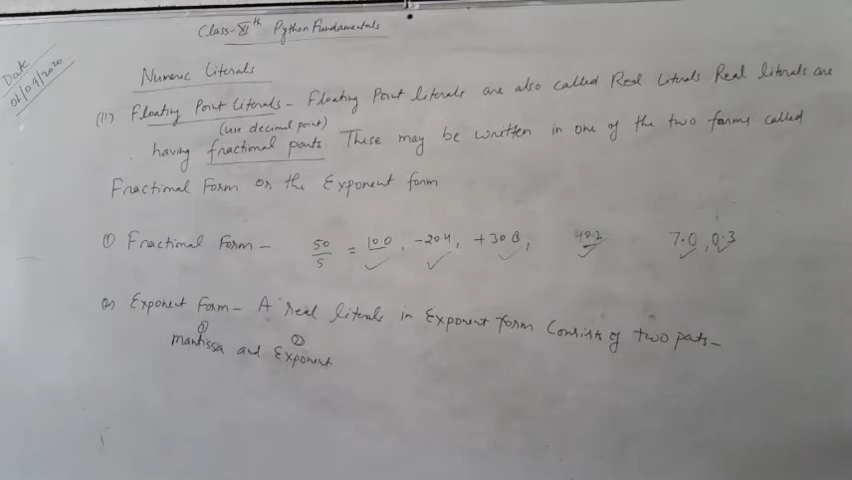 Class-XIth Python Fundamentals
Date
01/09/2020
Numeric Literals
(ii) Floating Point Literals - Floating Point literals are also called Real Literals Real literals are
(use decimal point)
having fractional parts These may be written in one of the two forms called
Fractional Form or the Exponent form
① Fractional Form - 50/5 = 10.0, -20.4, +30.8, 40.2 7.0, 0.3
② Exponent Form - A real literals in Exponent form Consists of two parts-
① ②
mantissa and Exponent